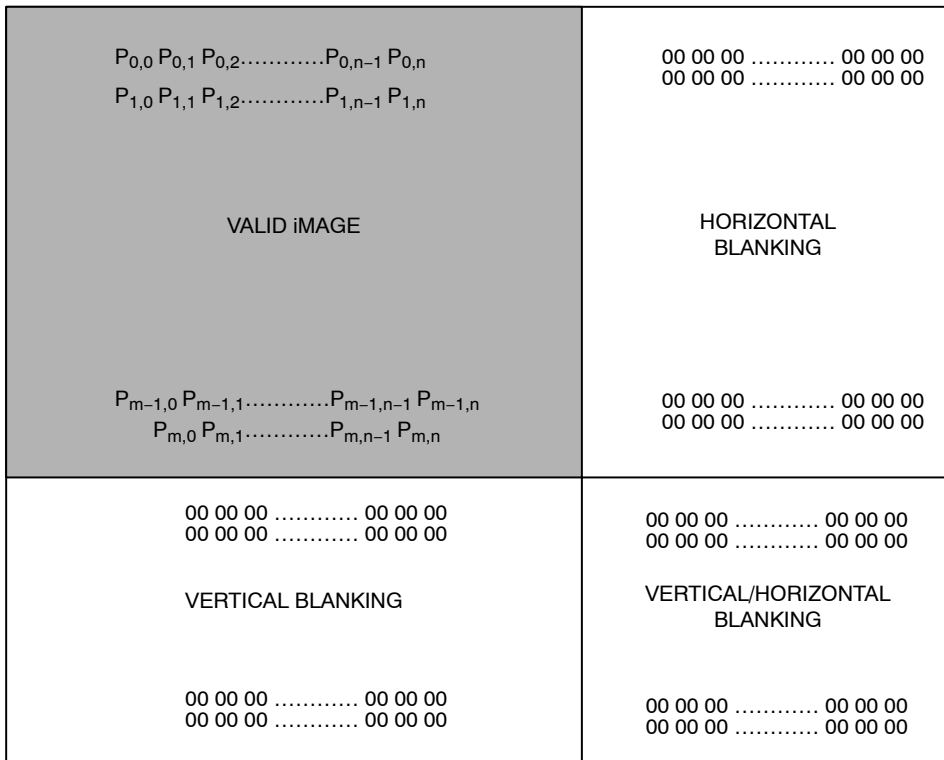 P0,0 P0,1 P0,2............P0,n−1 P0,n
P1,0 P1,1 P1,2............P1,n−1 P1,n
VALID iMAGE
Pm−1,0 Pm−1,1............Pm−1,n−1 Pm−1,n
Pm,0 Pm,1............Pm,n−1 Pm,n
00 00 00 ............ 00 00 00
00 00 00 ............ 00 00 00
HORIZONTAL
BLANKING
00 00 00 ............ 00 00 00
00 00 00 ............ 00 00 00
00 00 00 ............ 00 00 00
00 00 00 ............ 00 00 00
VERTICAL BLANKING
00 00 00 ............ 00 00 00
00 00 00 ............ 00 00 00
00 00 00 ............ 00 00 00
00 00 00 ............ 00 00 00
VERTICAL/HORIZONTAL
BLANKING
00 00 00 ............ 00 00 00
00 00 00 ............ 00 00 00